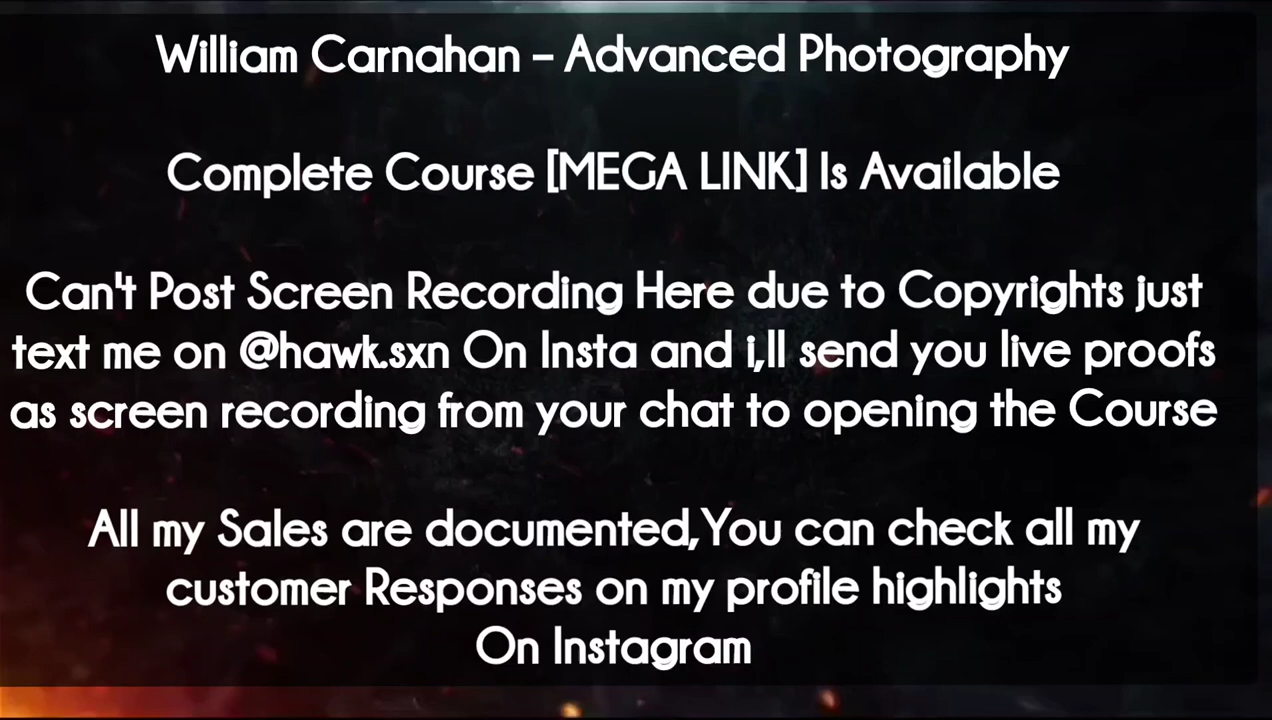 William Carnahan – Advanced Photography
Complete Course [MEGA LINK] Is Available
Can't Post Screen Recording Here due to Copyrights just
text me on @hawk.sxn On Insta and i,ll send you live proofs
as screen recording from your chat to opening the Course
All my Sales are documented,You can check all my
customer Responses on my profile highlights
On Instagram